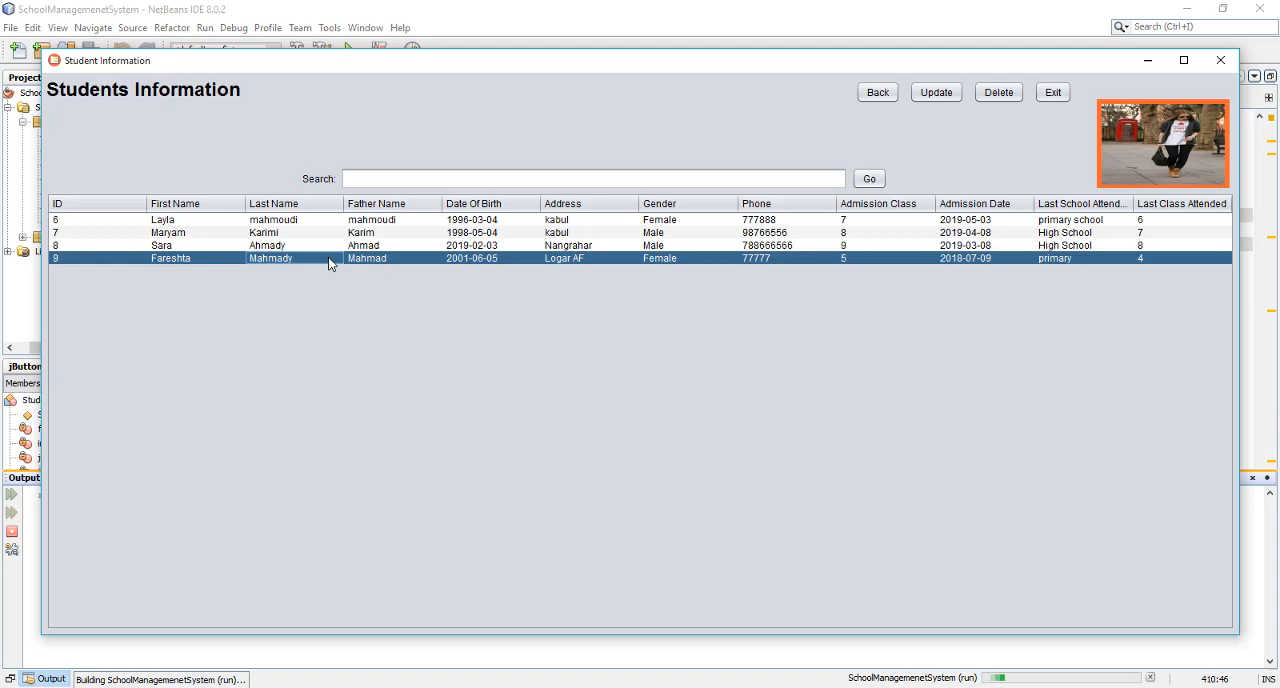 SchoolManagemenetSystem - NetBeans IDE 8.0.2
File Edit View Navigate Source Refactor Run Debug Profile Team Tools Window Help
Search (Ctrl+I)
Student Information
Students Information
Back Update Delete Exit
Search: Go
ID First Name Last Name Father Name Date Of Birth Address Gender Phone Admission Class Admission Date Last School Attend... Last Class Attended
6 Layla mahmoudi mahmoudi 1996-03-04 kabul Female 777888 7 2019-05-03 primary school 6
7 Maryam Karimi Karim 1998-05-04 kabul Male 98766556 8 2019-04-08 High School 7
8 Sara Ahmady Ahmad 2019-02-03 Nangrahar Male 788666566 9 2019-03-08 High School 8
9 Fareshta Mahmady Mahmad 2001-06-05 Logar AF Female 77777 5 2018-07-09 primary 4
Project
Schoo
S
Li
jButton
Members
Stud
Output
Output
Building SchoolManagemenetSystem (run)...
SchoolManagemenetSystem (run)
410:46 INS